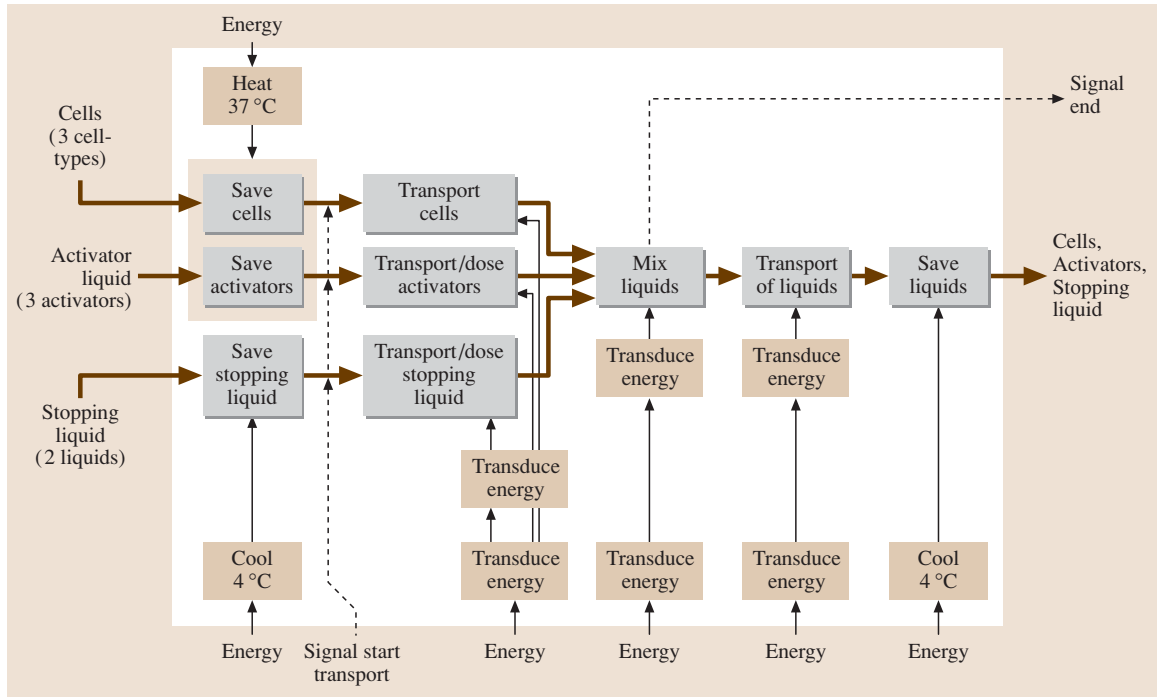 Energy
Heat
37 °C
Signal
end
Cells
(3 cell-
types)
Save
cells
Transport
cells
Activator
liquid
(3 activators)
Save
activators
Transport/dose
activators
Mix
liquids
Transport
of liquids
Save
liquids
Cells,
Activators,
Stopping
liquid
Save
stopping
liquid
Transport/dose
stopping
liquid
Transduce
energy
Transduce
energy
Stopping
liquid
(2 liquids)
Transduce
energy
Cool
4 °C
Transduce
energy
Transduce
energy
Transduce
energy
Cool
4 °C
Energy
Signal start
transport
Energy
Energy
Energy
Energy